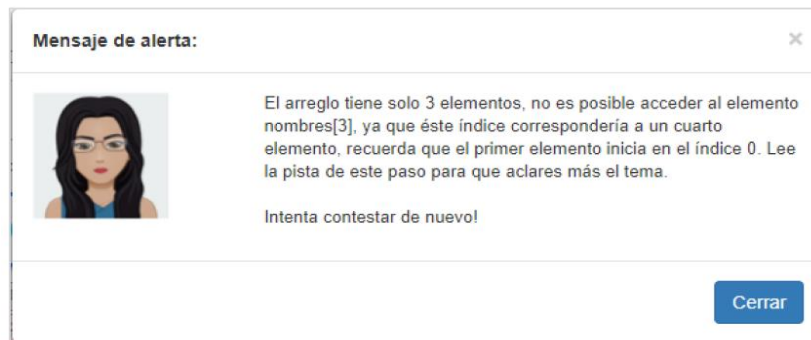 Mensaje de alerta:
×
El arreglo tiene solo 3 elementos, no es posible acceder al elemento
nombres[3], ya que éste índice correspondería a un cuarto
elemento, recuerda que el primer elemento inicia en el índice 0. Lee
la pista de este paso para que aclares más el tema.
Intenta contestar de nuevo!
Cerrar